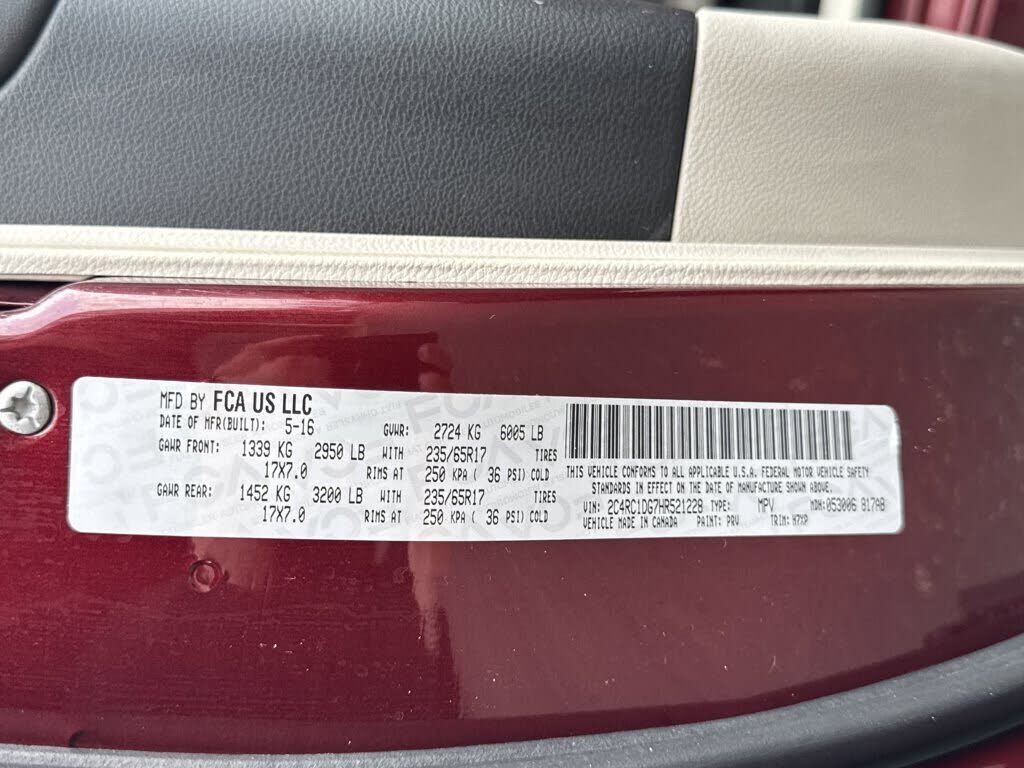 MFD BY FCA US LLC
DATE OF MFR(BUILT): 5-16 GVWR: 2724 KG 6005 LB
GAWR FRONT: 1339 KG 2950 LB WITH 235/65R17 TIRES
17X7.0 RIMS AT 250 KPA ( 36 PSI) COLD
GAWR REAR: 1452 KG 3200 LB WITH 235/65R17 TIRES
17X7.0 RIMS AT 250 KPA ( 36 PSI) COLD
THIS VEHICLE CONFORMS TO ALL APPLICABLE U.S.A. FEDERAL MOTOR VEHICLE SAFETY
STANDARDS IN EFFECT ON THE DATE OF MANUFACTURE SHOWN ABOVE.
VIN: 2C4RC1DG7HR521228 TYPE: MPV MDH: 053006 817AB
VEHICLE MADE IN CANADA PAINT: PRV TRIM: